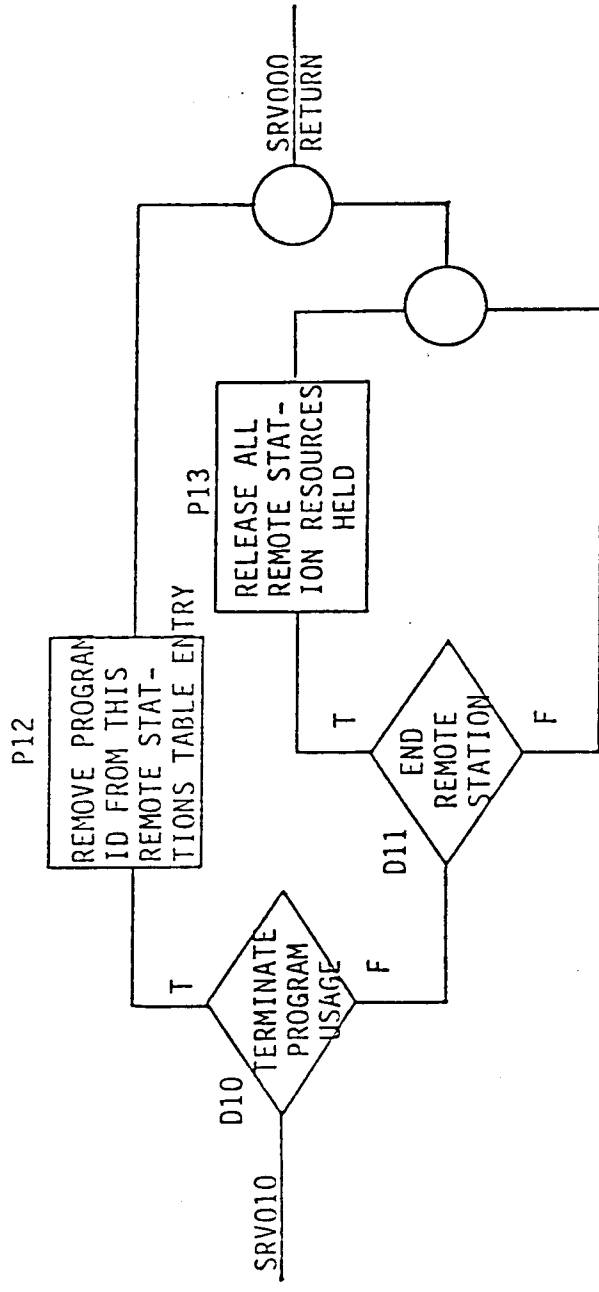 SRV010
D10
TERMINATE
PROGRAM
USAGE
T
F
P12
REMOVE PROGRAM
ID FROM THIS
REMOTE STAT-
TIONS TABLE ENTRY
D11
END
REMOTE
STATION
T
F
P13
RELEASE ALL
REMOTE STAT-
ION RESOURCES
HELD
SRV000
RETURN